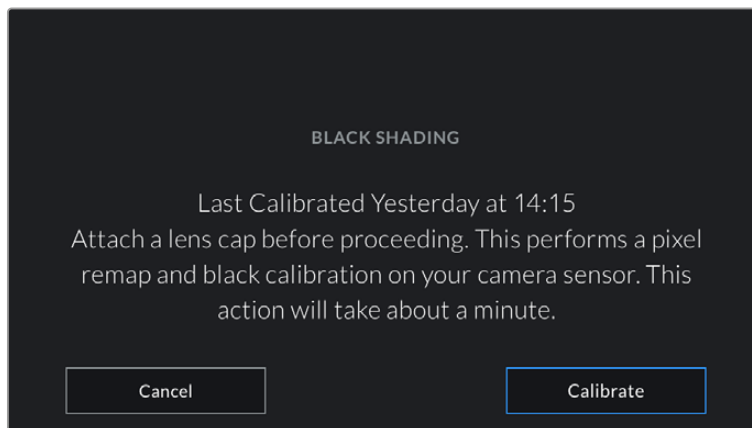 BLACK SHADING
Last Calibrated Yesterday at 14:15
Attach a lens cap before proceeding. This performs a pixel
remap and black calibration on your camera sensor. This
action will take about a minute.
Cancel
Calibrate